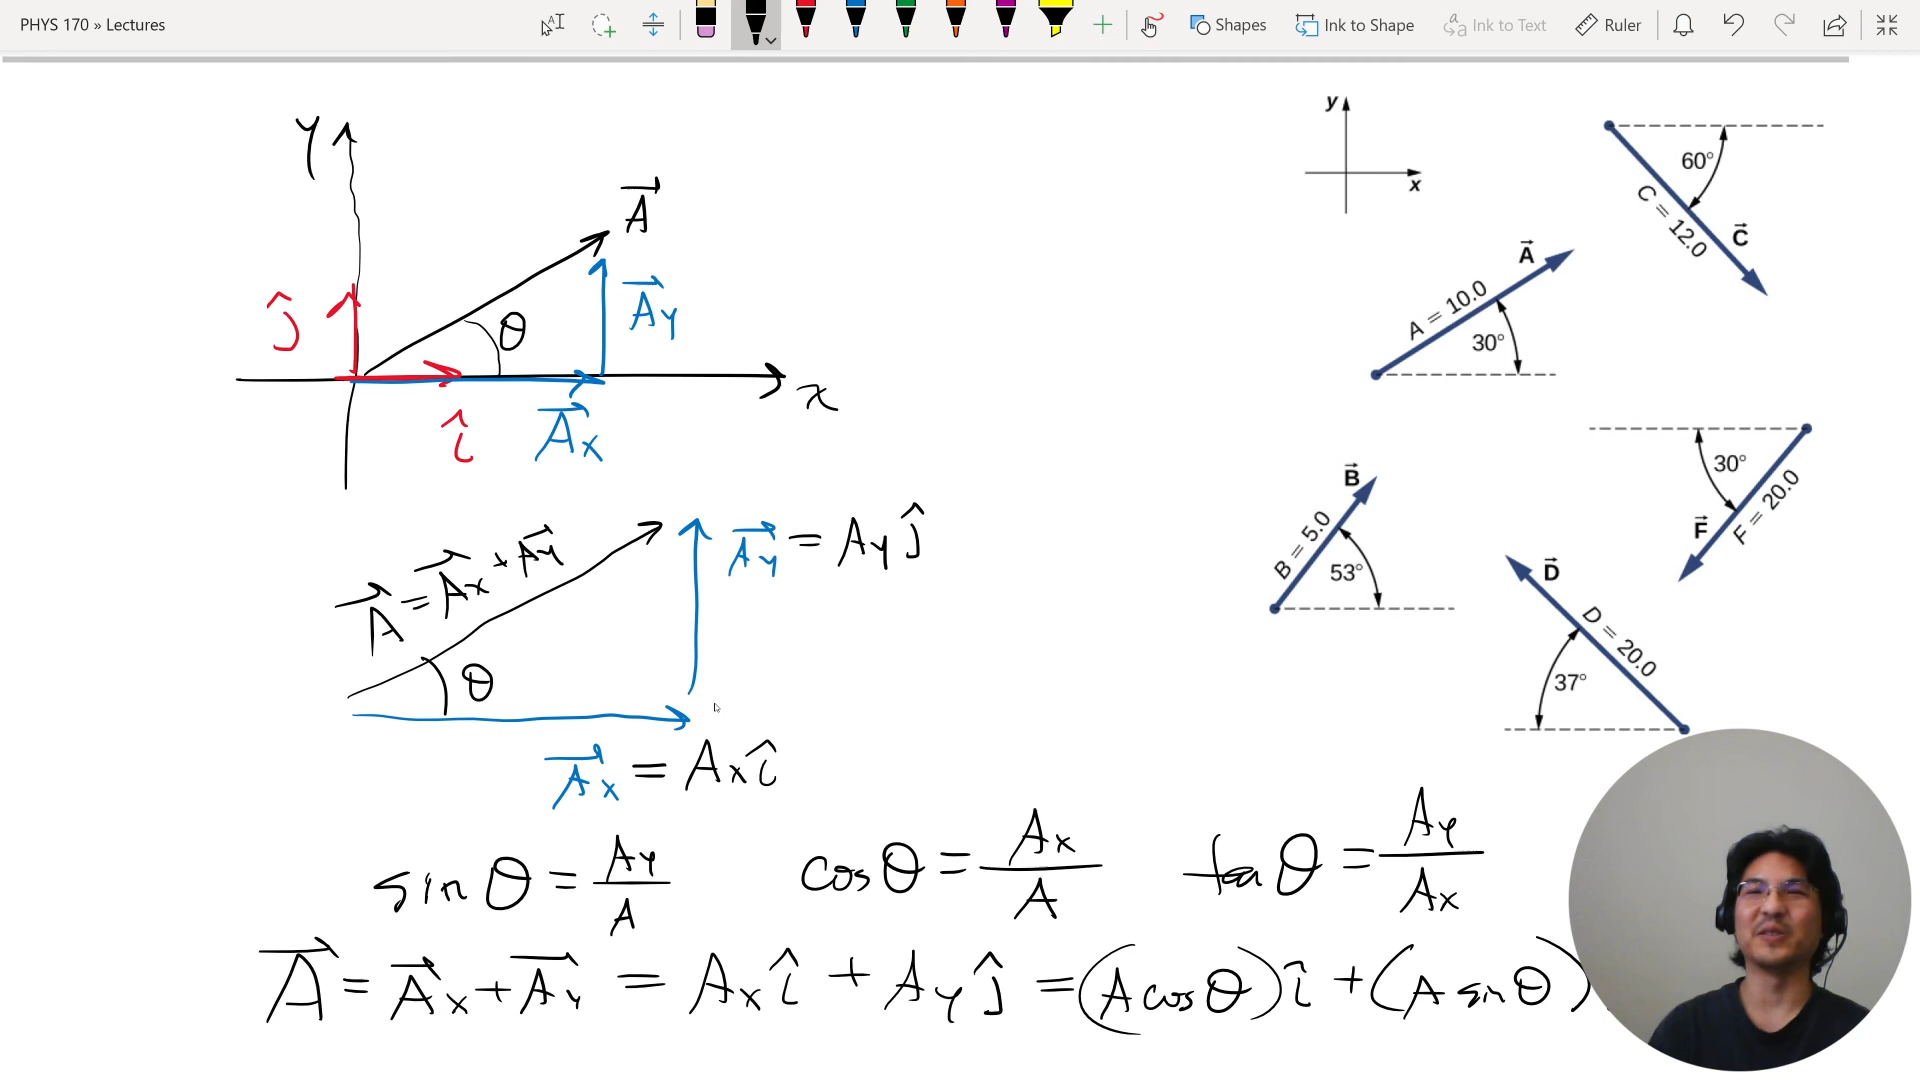 PHYS 170 » Lectures
Shapes
Ink to Shape
Ink to Text
Ruler
y
x
A⃗
θ
ĵ
A⃗y
î
A⃗x
x
y
60°
C = 12.0
C⃗
A⃗
A = 10.0
30°
B⃗
B = 5.0
53°
30°
F⃗
F = 20.0
D⃗
D = 20.0
37°
A⃗ = A⃗x + A⃗y
θ
A⃗y = Ay ĵ
A⃗x = Ax î
sin θ = Ay / A
cos θ = Ax / A
tan θ = Ay / Ax
A⃗ = A⃗x + A⃗y = Ax î + Ay ĵ = (A cos θ) î + (A sin θ)